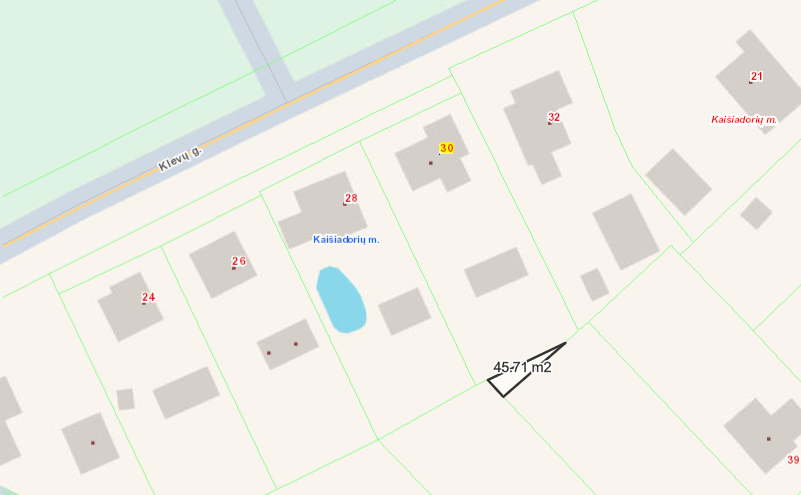 21
Kaišiadorių m.
32
30
Klevų g.
28
Kaišiadorių m.
26
24
45.71 m2
39